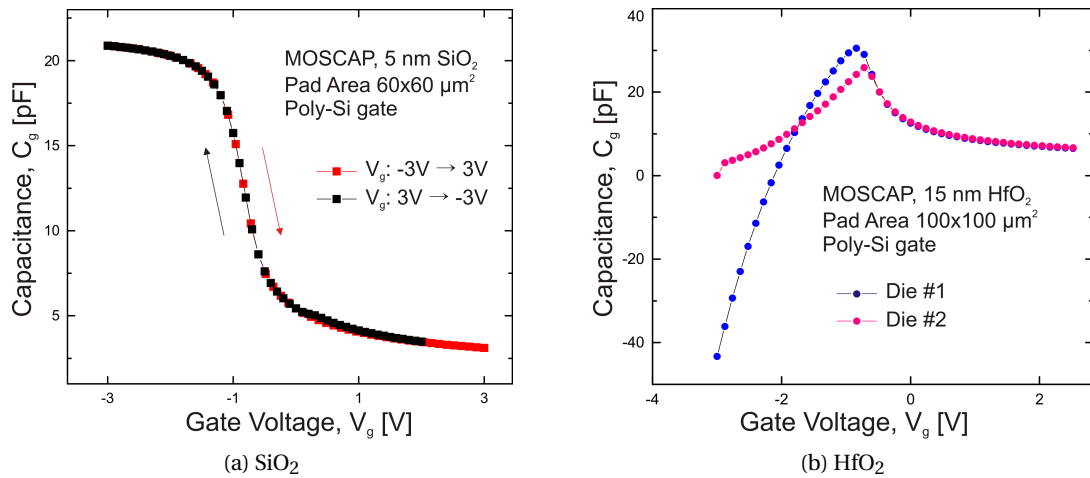 20
15
10
5
-3
-1
1
3
Capacitance, C_g [pF]
Gate Voltage, V_g [V]
MOSCAP, 5 nm SiO₂
Pad Area 60x60 µm²
Poly-Si gate
V_g: -3V → 3V
V_g: 3V → -3V
(a) SiO₂
40
20
0
-20
-40
-4
-2
0
2
Capacitance, C_g [pF]
Gate Voltage, V_g [V]
MOSCAP, 15 nm HfO₂
Pad Area 100x100 µm²
Poly-Si gate
Die #1
Die #2
(b) HfO₂